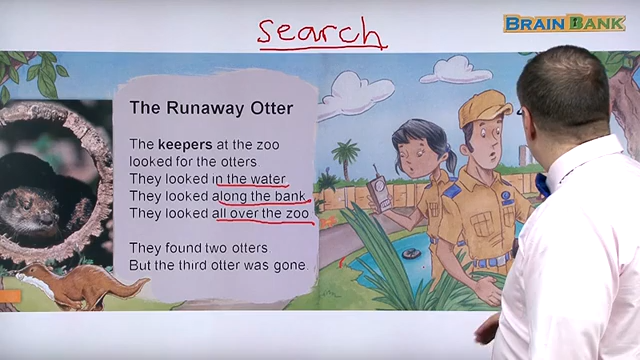 search
BRAIN BANK
The Runaway Otter
The keepers at the zoo
looked for the otters
They looked in the water
They looked along the bank
They looked all over the zoo
They found two otters
But the third otter was gone.